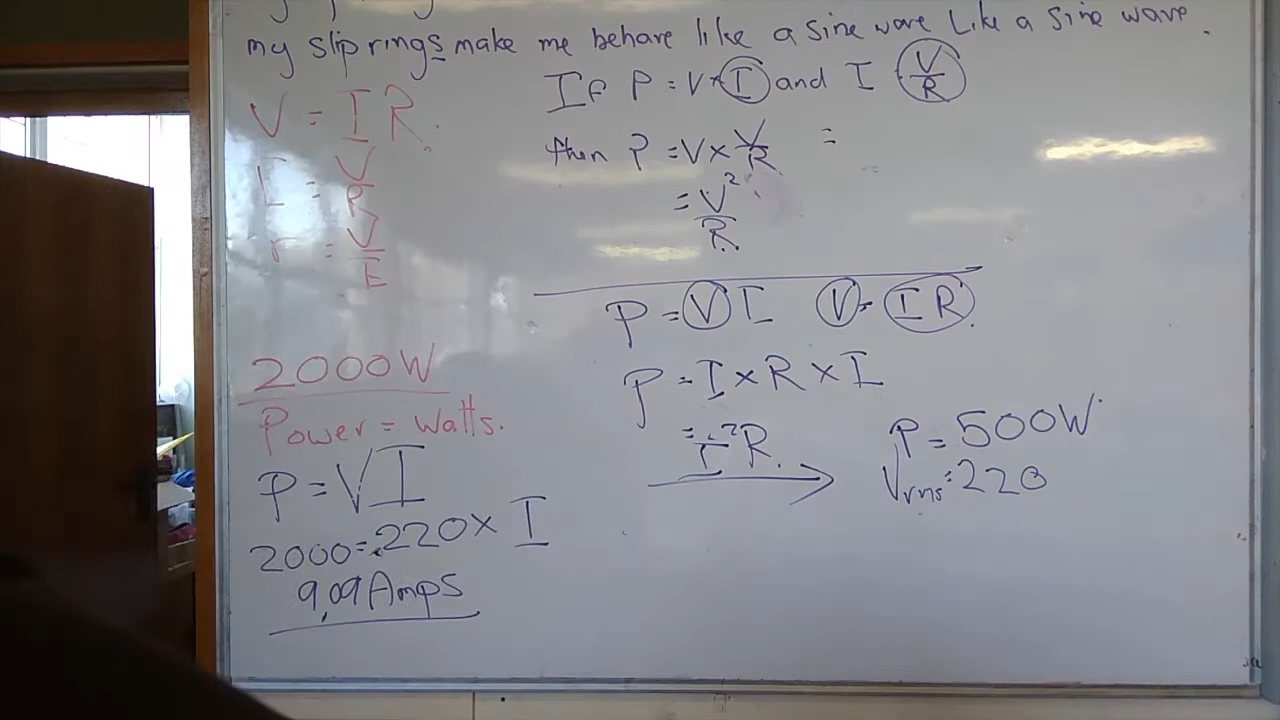 my slip rings make me behave like a sine wave Like a sine wave.
V = IR.
I = V/R
r = V/I
2000W
Power = Watts.
P = VI
2000 = 220 x I
9,09 Amps
If P = V x I and I = V/R
then P = V x V/R =
= V²/R.
P = VI V = IR.
P = I x R x I
= I²R.
P = 500W
Vrms = 220